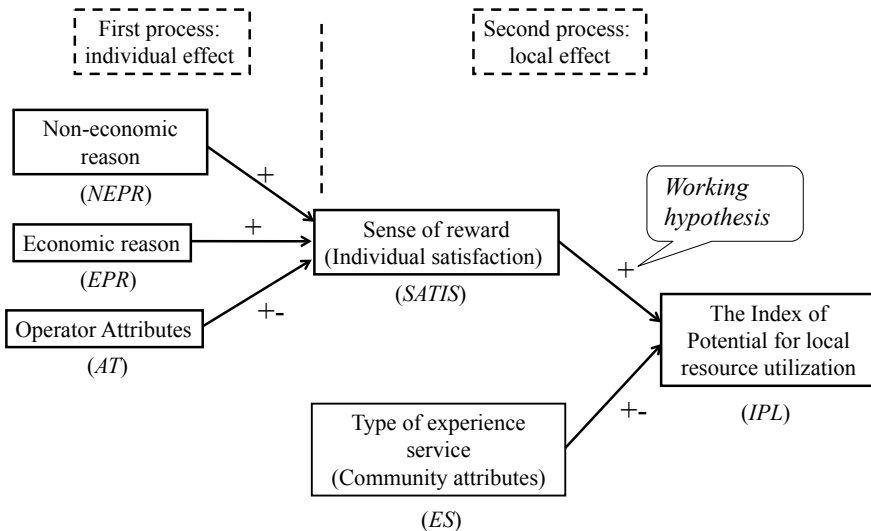 First process:
individual effect
Second process:
local effect
Non-economic
reason
(NEPR)
+
Economic reason
(EPR)
+
Operator Attributes
(AT)
+-
Sense of reward
(Individual satisfaction)
(SATIS)
Working
hypothesis
+
The Index of
Potential for local
resource utilization
(IPL)
+-
Type of experience
service
(Community attributes)
(ES)